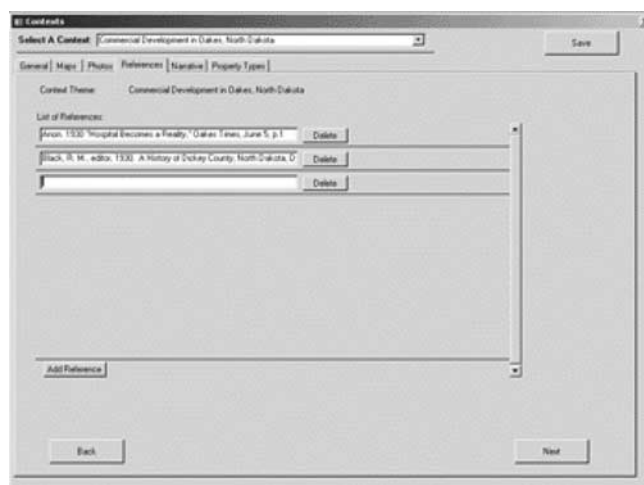 Contexts
Select A Context: Commercial Development in Oakes, North Dakota
Save
General Maps Photos References Narrative Property Types
Context Theme: Commercial Development in Oakes, North Dakota
List of References:
Anon. 1930 "Hospital Becomes a Reality," Oakes Times, June 5, p.1 Delete
Black, R. M., editor, 1930. A History of Dickey County, North Dakota, D Delete
Delete
Add Reference
Back Next